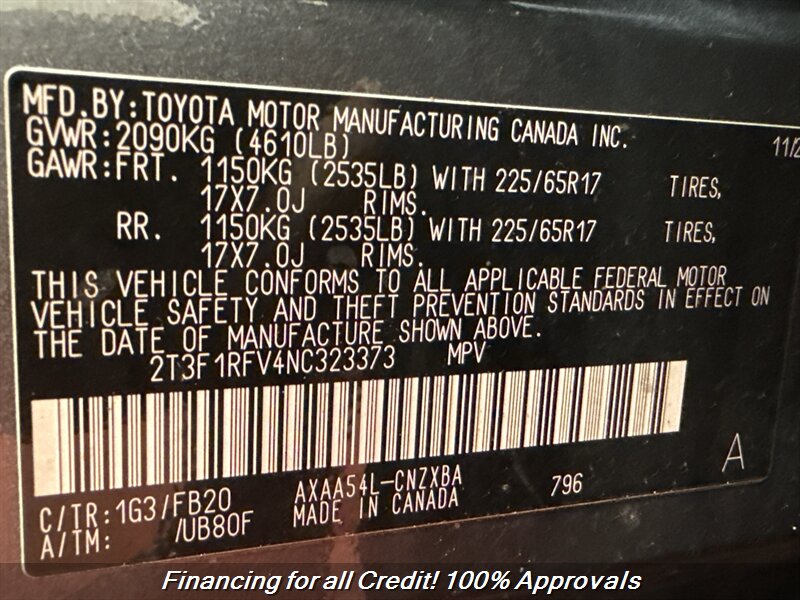 MFD.BY:TOYOTA MOTOR MANUFACTURING CANADA INC.
GVWR:2090KG (4610LB) 11/2
GAWR:FRT. 1150KG (2535LB) WITH 225/65R17 TIRES,
17X7.0J RIMS.
RR. 1150KG (2535LB) WITH 225/65R17 TIRES,
17X7.0J RIMS.
THIS VEHICLE CONFORMS TO ALL APPLICABLE FEDERAL MOTOR
VEHICLE SAFETY AND THEFT PREVENTION STANDARDS IN EFFECT ON
THE DATE OF MANUFACTURE SHOWN ABOVE.
2T3F1RFV4NC323373 MPV
A
C/TR:1G3/FB20 AXAA54L-CNZXBA 796
A/TM: /UB80F MADE IN CANADA
Financing for all Credit! 100% Approvals